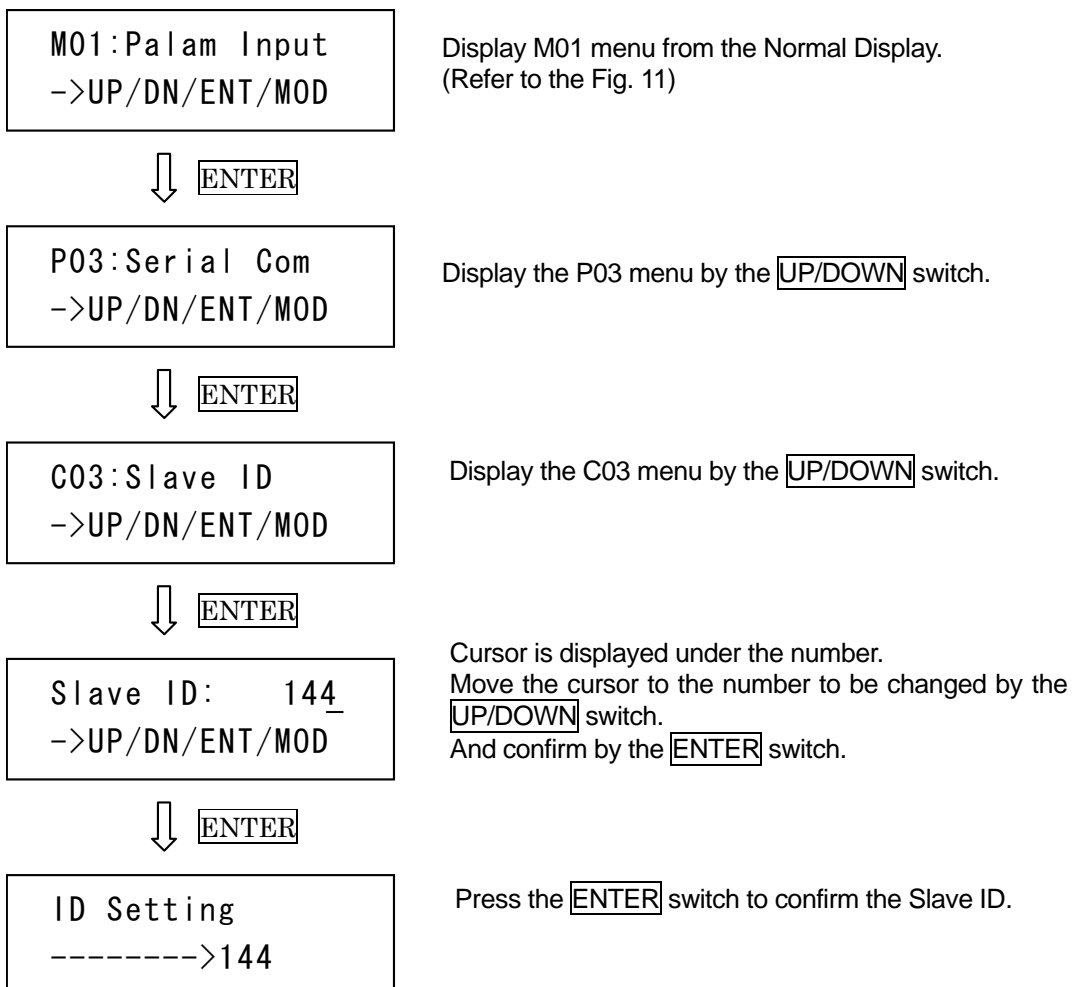 M01:Palam Input
->UP/DN/ENT/MOD
Display M01 menu from the Normal Display.
(Refer to the Fig. 11)
ENTER
P03:Serial Com
->UP/DN/ENT/MOD
Display the P03 menu by the UP/DOWN switch.
ENTER
C03:Slave ID
->UP/DN/ENT/MOD
Display the C03 menu by the UP/DOWN switch.
ENTER
Slave ID: 144
->UP/DN/ENT/MOD
Cursor is displayed under the number.
Move the cursor to the number to be changed by the
UP/DOWN switch.
And confirm by the ENTER switch.
ENTER
ID Setting
-------->144
Press the ENTER switch to confirm the Slave ID.